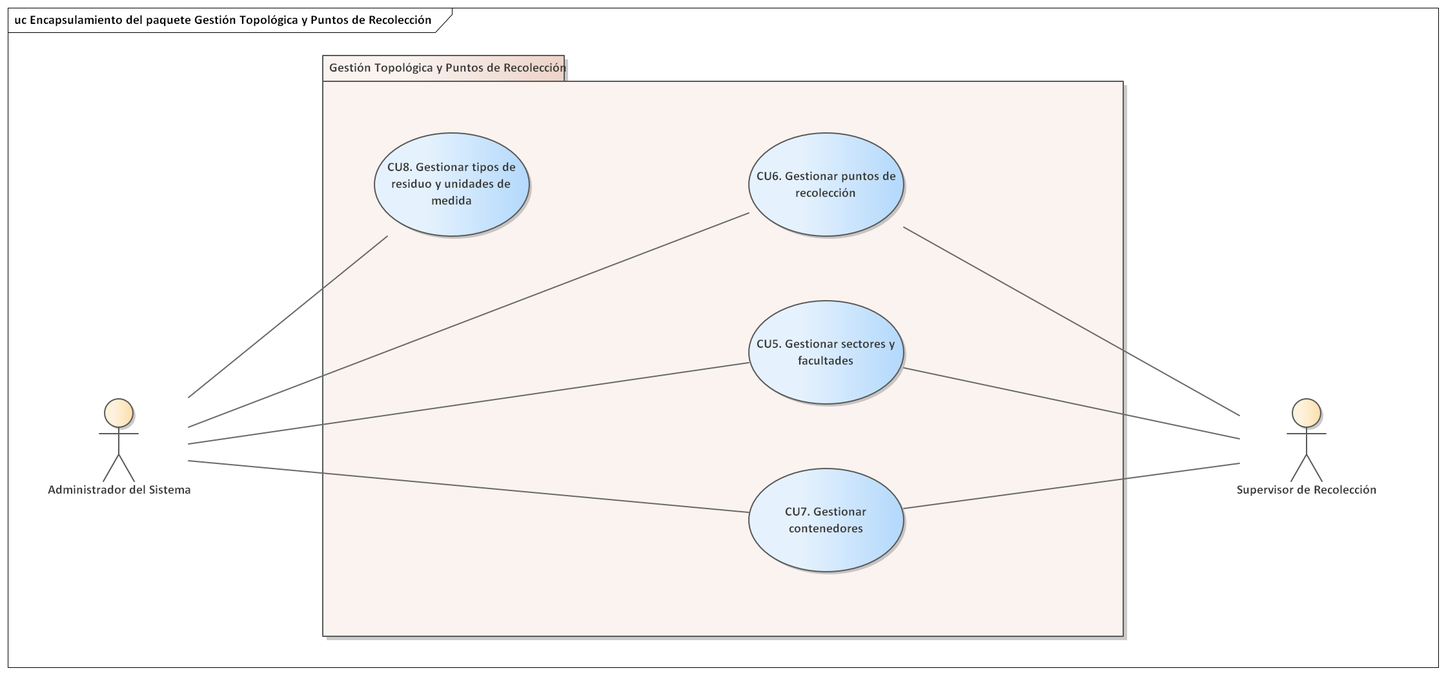 uc Encapsulamiento del paquete Gestión Topológica y Puntos de Recolección
Gestión Topológica y Puntos de Recolección
CU8. Gestionar tipos de
residuo y unidades de
medida
CU6. Gestionar puntos de
recolección
CU5. Gestionar sectores y
facultades
Administrador del Sistema
Supervisor de Recolección
CU7. Gestionar
contenedores